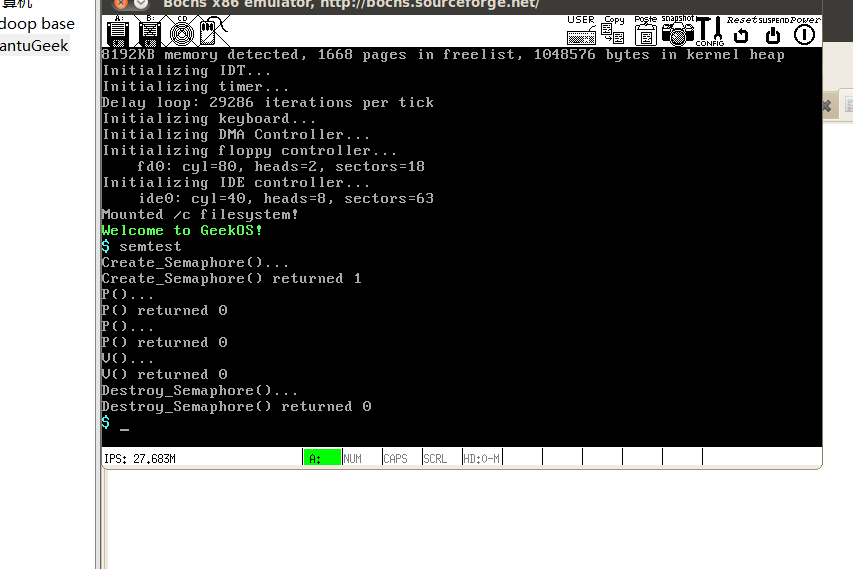 算机
doop base
antuGeek
Bochs x86 emulator, http://bochs.sourceforge.net/
A: B: CD USER Copy Paste snapshot CONFIG Reset SUSPEND Power
8192KB memory detected, 1668 pages in freelist, 1048576 bytes in kernel heap
Initializing IDT...
Initializing timer...
Delay loop: 29286 iterations per tick
Initializing keyboard...
Initializing DMA Controller...
Initializing floppy controller...
fd0: cyl=80, heads=2, sectors=18
Initializing IDE controller...
ide0: cyl=40, heads=8, sectors=63
Mounted /c filesystem!
Welcome to GeekOS!
$ semtest
Create_Semaphore()...
Create_Semaphore() returned 1
P()...
P() returned 0
P()...
P() returned 0
V()...
V() returned 0
Destroy_Semaphore()...
Destroy_Semaphore() returned 0
$ _
IPS: 27.683M A: NUM CAPS SCRL HD:0-M